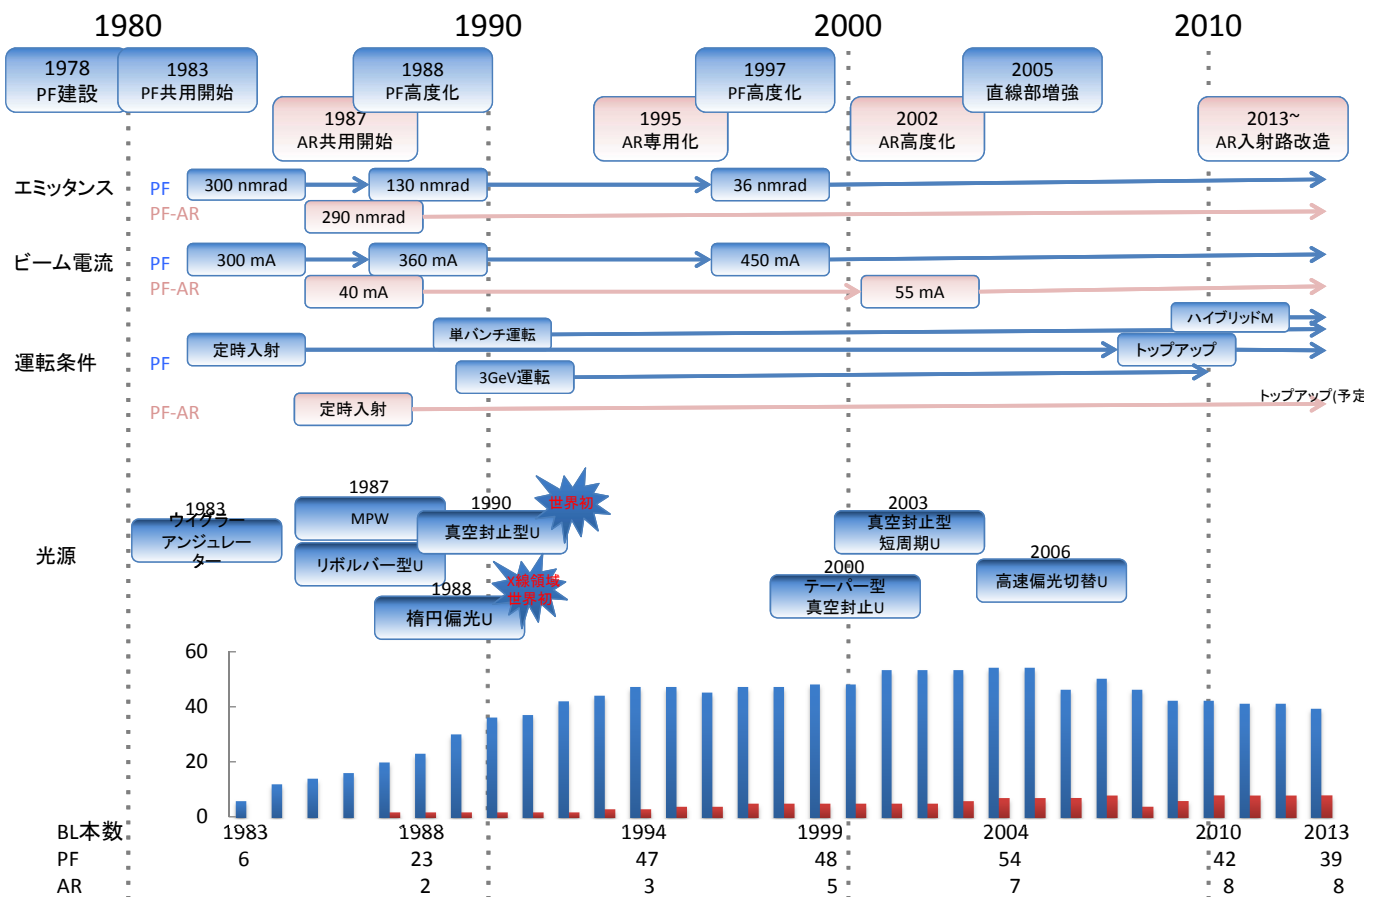 1980
1990
2000
2010
1978
PF建設
1983
PF共用開始
1988
PF高度化
1997
PF高度化
2005
直線部増強
1987
AR共用開始
1995
AR専用化
2002
AR高度化
2013~
AR入射路改造
エミッタンス
PF
300 nmrad
130 nmrad
36 nmrad
PF-AR
290 nmrad
ビーム電流
PF
300 mA
360 mA
450 mA
PF-AR
40 mA
55 mA
ハイブリッドM
単バンチ運転
運転条件
PF
定時入射
トップアップ
3GeV運転
トップアップ(予定
PF-AR
定時入射
光源
1983
ウイグラー
アンジュレー
ター
1987
MPW
リボルバー型U
1990
真空封止型U
世界初
X線領域
世界初
1988
楕円偏光U
2003
真空封止型
短周期U
2000
テーパー型
真空封止U
2006
高速偏光切替U
60
40
20
0
BL本数 1983 1988 1994 1999 2004 2010 2013
PF 6 23 47 48 54 42 39
AR 2 3 5 7 8 8